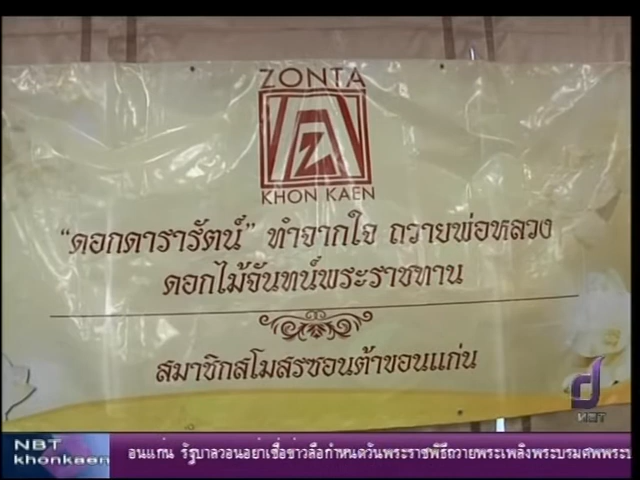 ZONTA
Z
KHON KAEN
“ดอกดารารัตน์” ทำจากใจ ถวายพ่อหลวง
ดอกไม้จันทน์พระราชทาน
สมาชิกสโมสรซอนต้าขอนแก่น
NBT
NBT
khonkaen
อนแก่น รัฐบาลวอนอย่าเชื่อข่าวลือกำหนดวันพระราชพิธีถวายพระเพลิงพระบรมศพพระบ